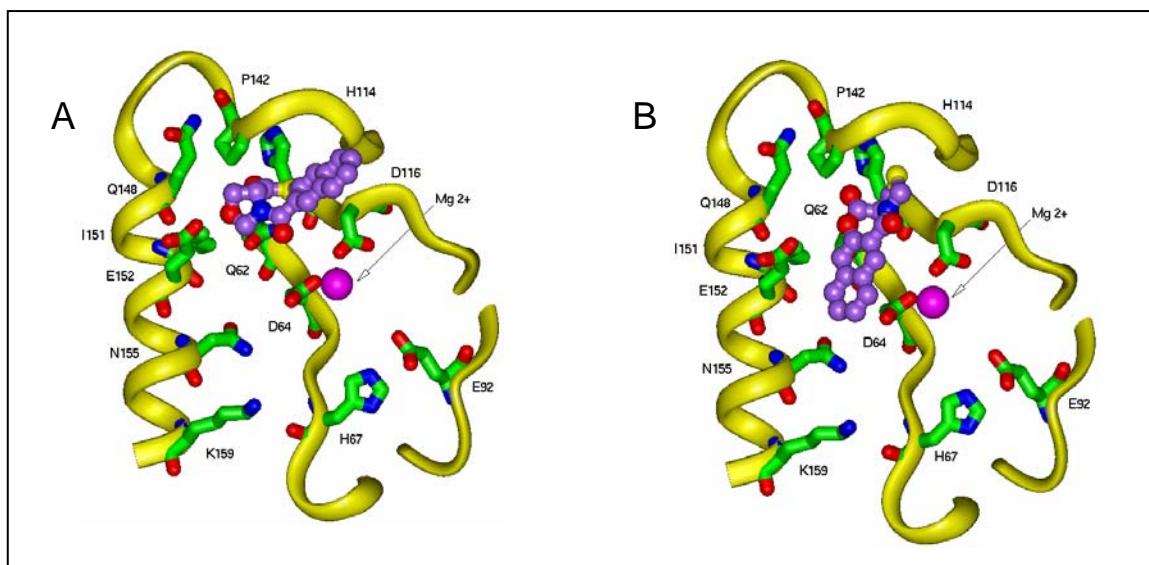 A
P142
H114
Q148
D116
Mg 2+
I151
E152
Q62
D64
N155
E92
K159
H67
B
P142
H114
Q148
Q62
D116
Mg 2+
I151
E152
D64
N155
E92
K159
H67